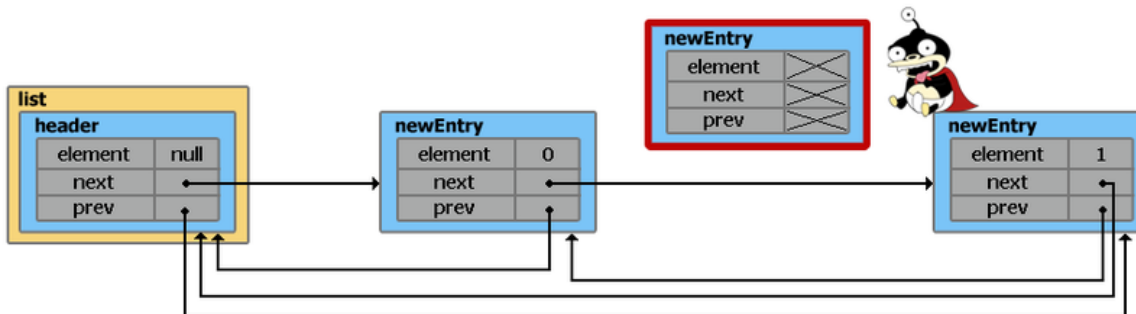 newEntry
element
next
prev
list
header
element null
next
prev
newEntry
element 0
next
prev
newEntry
element 1
next
prev